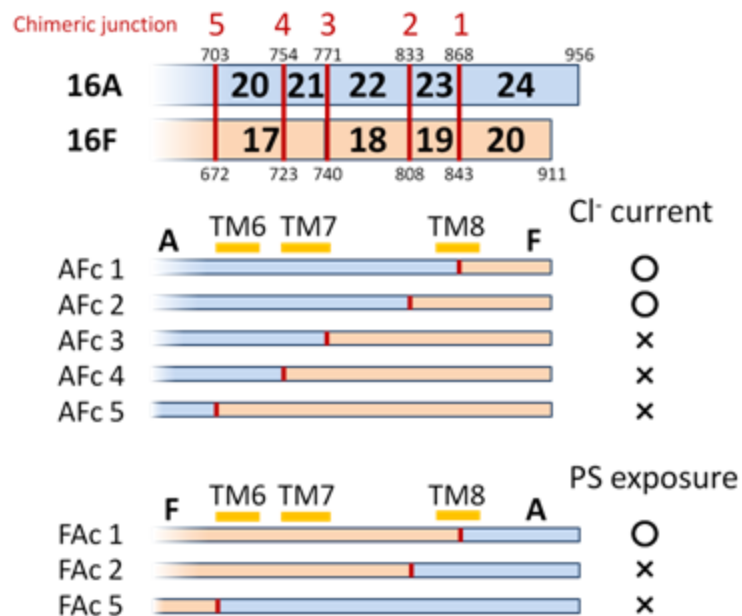 Chimeric junction 5 4 3 2 1
703 754 771 833 868 956
16A 20 21 22 23 24
16F 17 18 19 20
672 723 740 808 843 911
Cl- current
A TM6 TM7 TM8 F
AFc 1 O
AFc 2 O
AFc 3 ×
AFc 4 ×
AFc 5 ×
PS exposure
F TM6 TM7 TM8 A
FAc 1 O
FAc 2 ×
FAc 5 ×